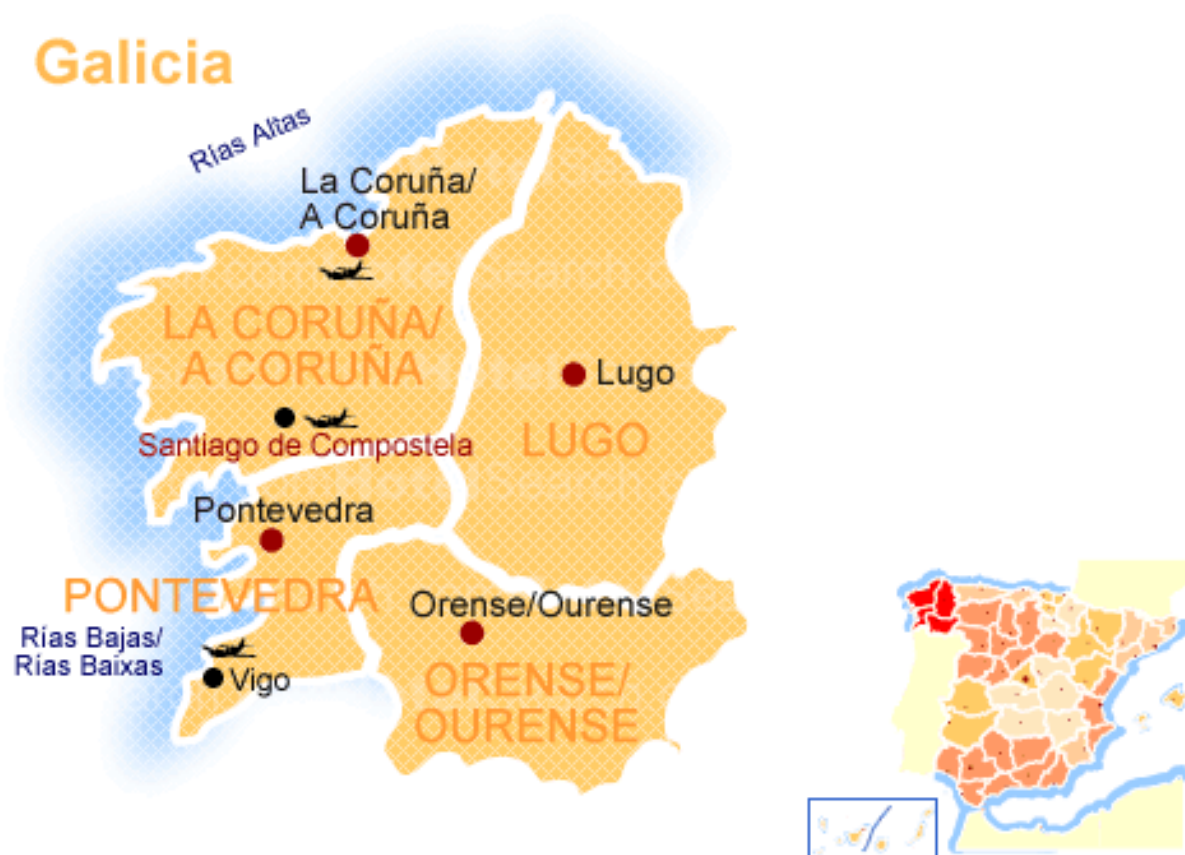 Galicia
Rías Altas
La Coruña/
A Coruña
LA CORUÑA/
A CORUÑA
Lugo
LUGO
Santiago de Compostela
Pontevedra
PONTEVEDRA
Orense/Ourense
Rías Bajas/
Rías Baixas
Vigo
ORENSE/
OURENSE